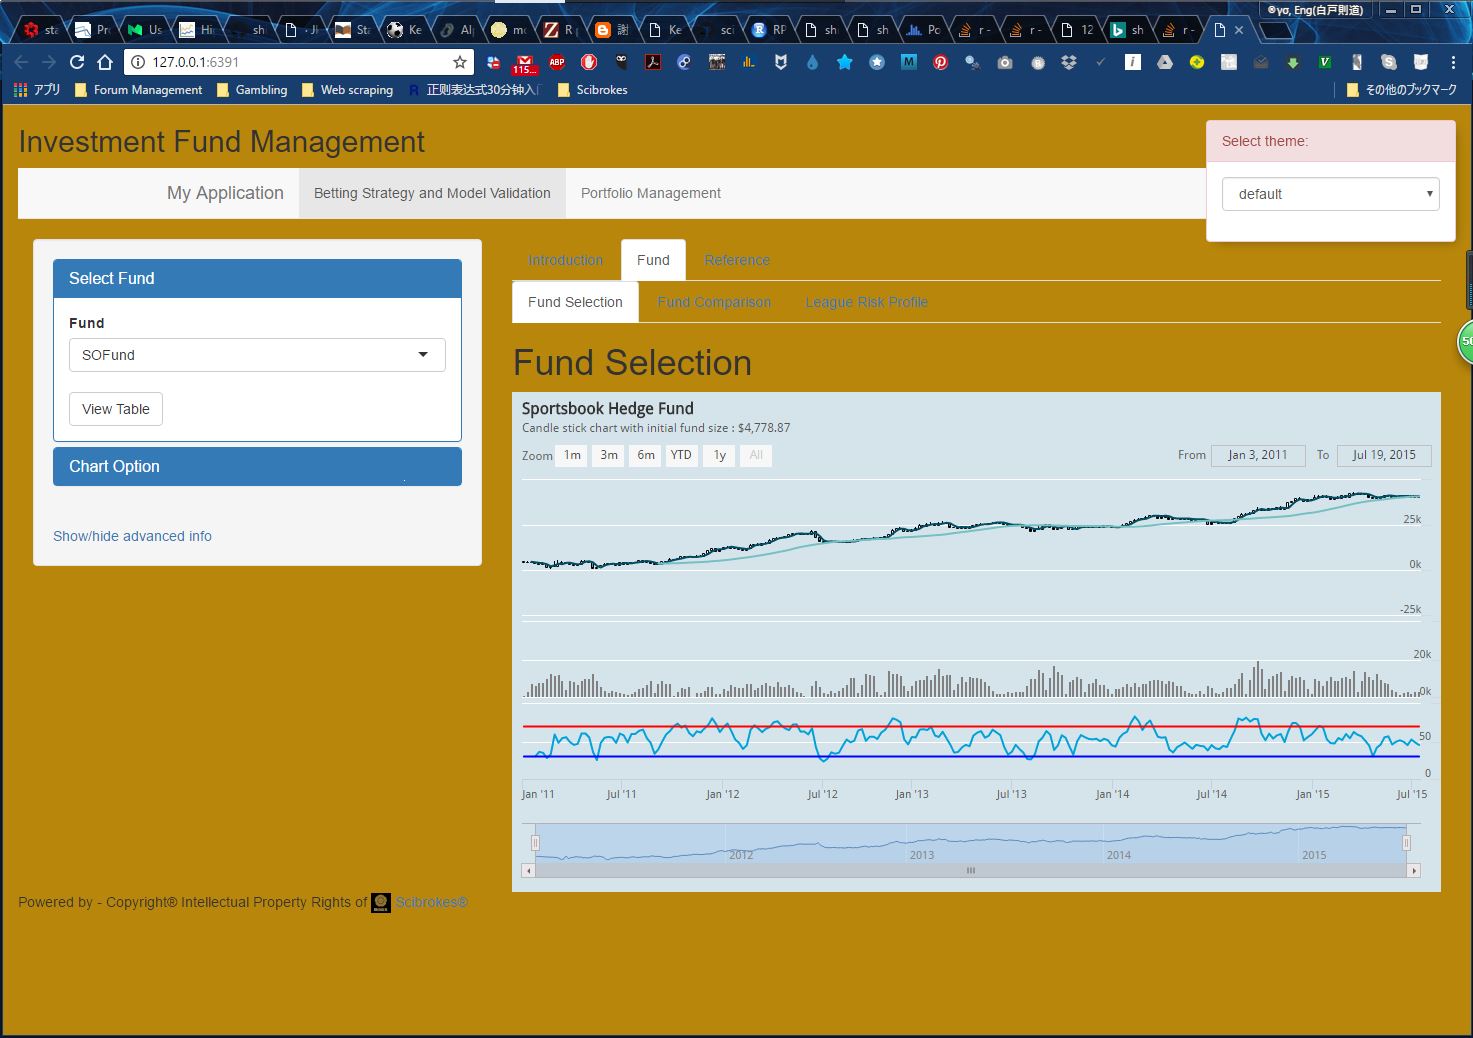 ®γσ, Eng(白戸則道)
sta
Pr
Us
Hi
sh
Jk
Sta
Ke
Al
mo
R p
謝
Ke
sci
RP
sh
sh
Po
r -
r -
12
sh
r -
127.0.0.1:6391
115...
ABP
アプリ
Forum Management
Gambling
Web scraping
正则表达式30分钟入门
Scibrokes
その他のブックマーク
Investment Fund Management
Select theme:
default
My Application
Betting Strategy and Model Validation
Portfolio Management
Introduction
Fund
Reference
Select Fund
Fund
SOFund
View Table
Chart Option
Show/hide advanced info
Fund Selection
Fund Comparison
League Risk Profile
Fund Selection
Sportsbook Hedge Fund
Candle stick chart with initial fund size : $4,778.87
Zoom 1m 3m 6m YTD 1y All
From Jan 3, 2011 To Jul 19, 2015
25k
0k
-25k
20k
0k
50
0
Jan '11 Jul '11 Jan '12 Jul '12 Jan '13 Jul '13 Jan '14 Jul '14 Jan '15 Jul '15
2012 2013 2014 2015
Powered by - Copyright® Intellectual Property Rights of Scibrokes®